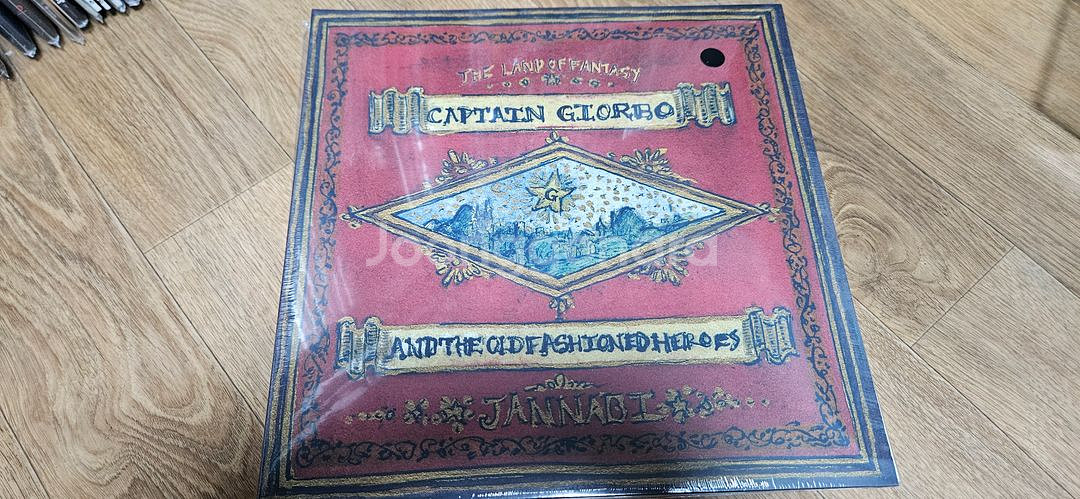 THE LAND OF FANTASY
CAPTAIN GIORBO
G
AND THE OLD FASHIONED HEROES
JANNABI